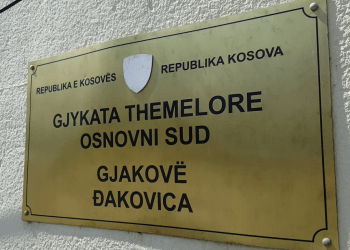 REPUBLIKA E KOSOVËS REPUBLIKA KOSOVA
GJYKATA THEMELORE
OSNOVNI SUD
GJAKOVË
ĐAKOVICA